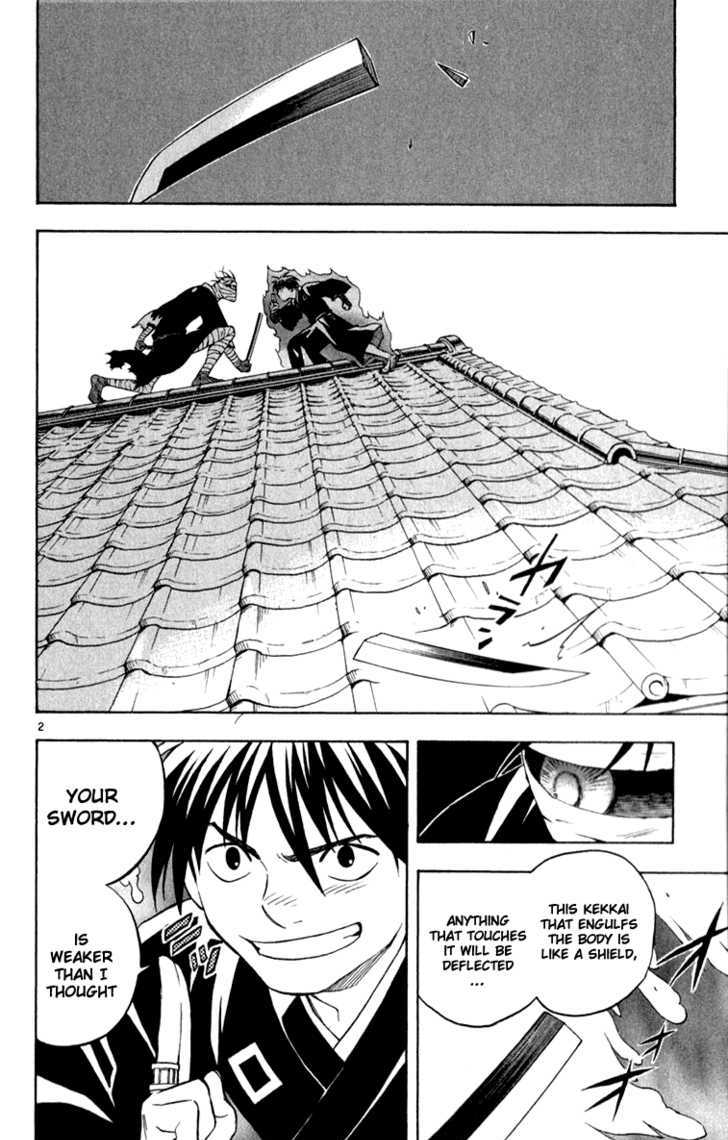 2
THIS KEKKAI
THAT ENGULFS
THE BODY IS
LIKE A SHIELD,
ANYTHING
THAT TOUCHES
IT WILL BE
DEFLECTED
...
YOUR
SWORD...
IS
WEAKER
THAN I
THOUGHT